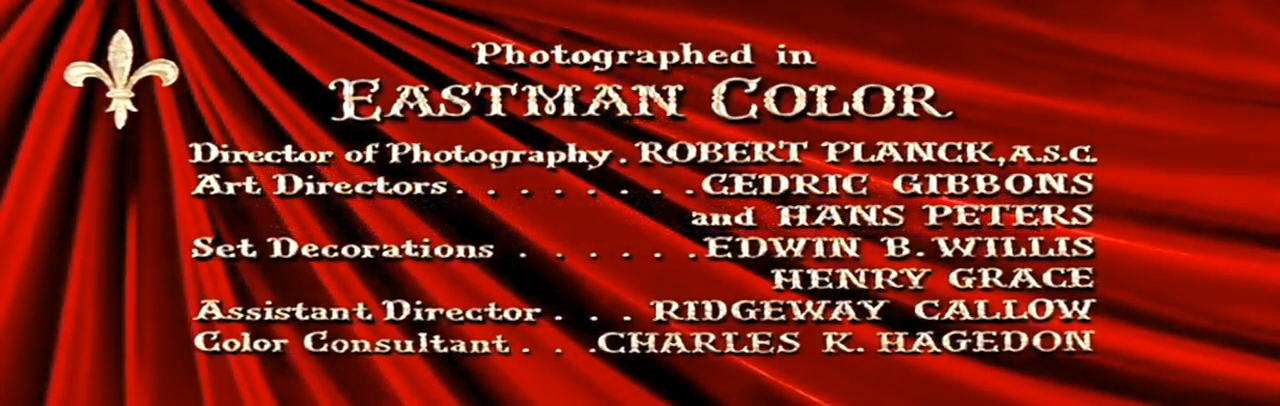 Photographed in
EASTMAN COLOR
Director of Photography. ROBERT PLANCK, A.S.C.
Art Directors. . . . . . . . .CEDRIC GIBBONS
and HANS PETERS
Set Decorations . . . . . .EDWIN B. WILLIS
HENRY GRACE
Assistant Director . . . RIDGEWAY CALLOW
Color Consultant . . .CHARLES K. HAGEDON